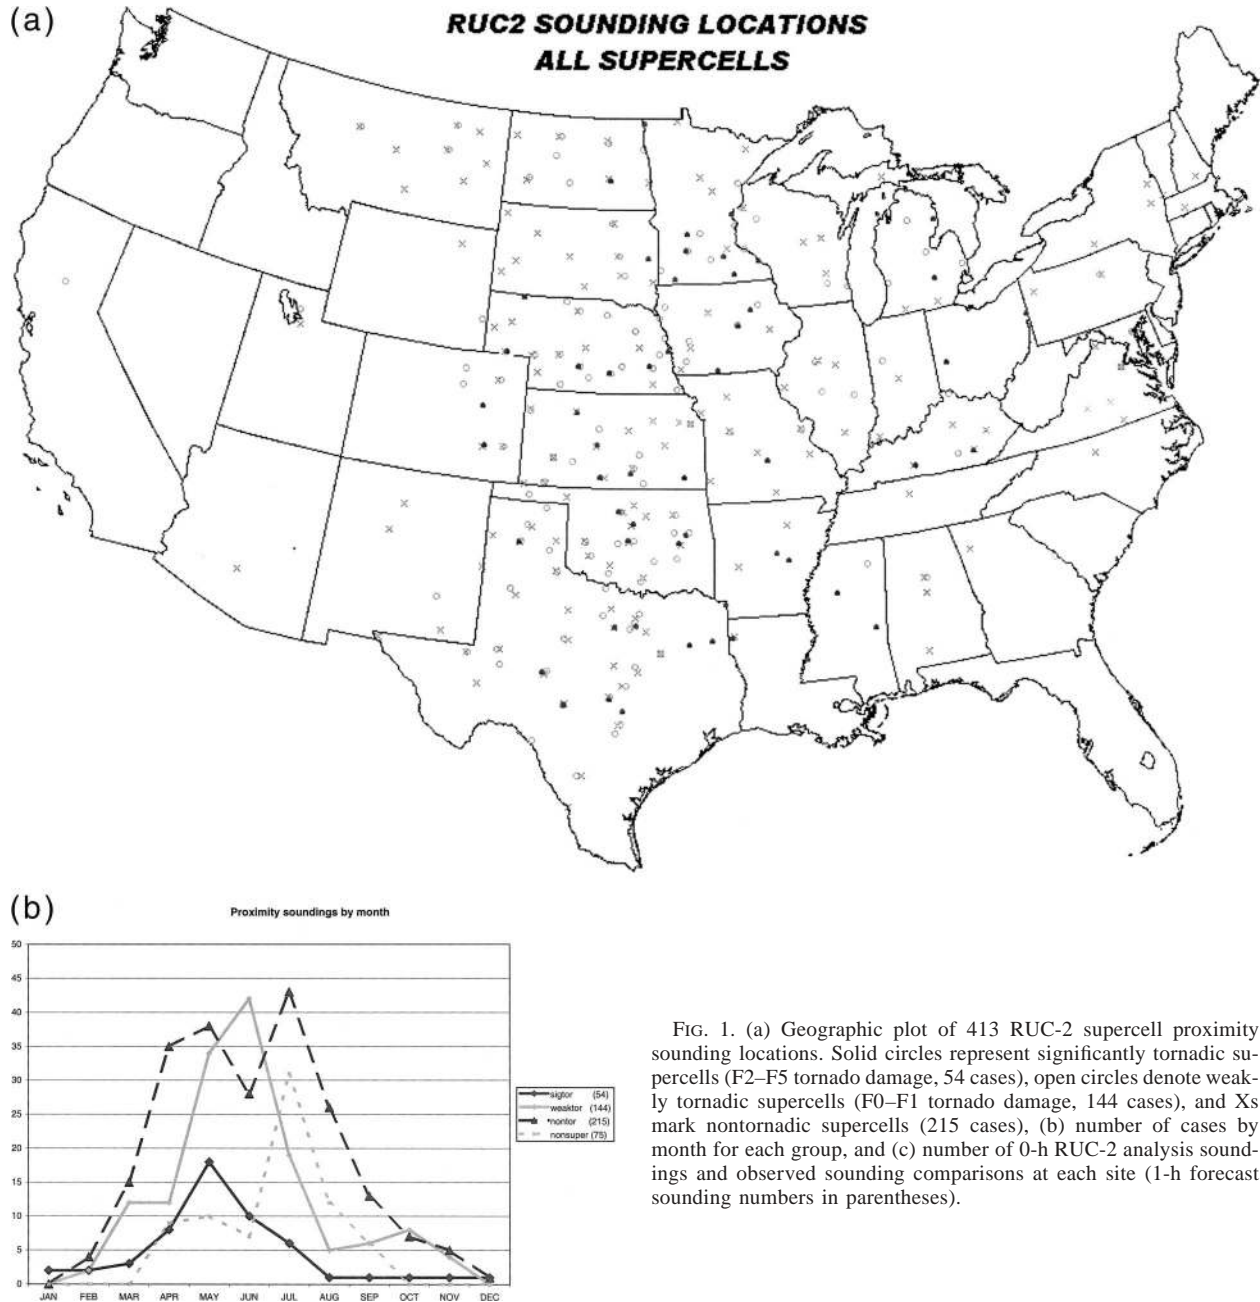 (a)
RUC2 SOUNDING LOCATIONS
ALL SUPERCELLS
(b)
Proximity soundings by month
50
45
40
35
30
25
20
15
10
5
0
JAN FEB MAR APR MAY JUN JUL AUG SEP OCT NOV DEC
sigtor (54)
weaktor (144)
nontor (215)
nonsuper (75)
FIG. 1. (a) Geographic plot of 413 RUC-2 supercell proximity
sounding locations. Solid circles represent significantly tornadic su-
percells (F2–F5 tornado damage, 54 cases), open circles denote weak-
ly tornadic supercells (F0–F1 tornado damage, 144 cases), and Xs
mark nontornadic supercells (215 cases), (b) number of cases by
month for each group, and (c) number of 0-h RUC-2 analysis sound-
ings and observed sounding comparisons at each site (1-h forecast
sounding numbers in parentheses).